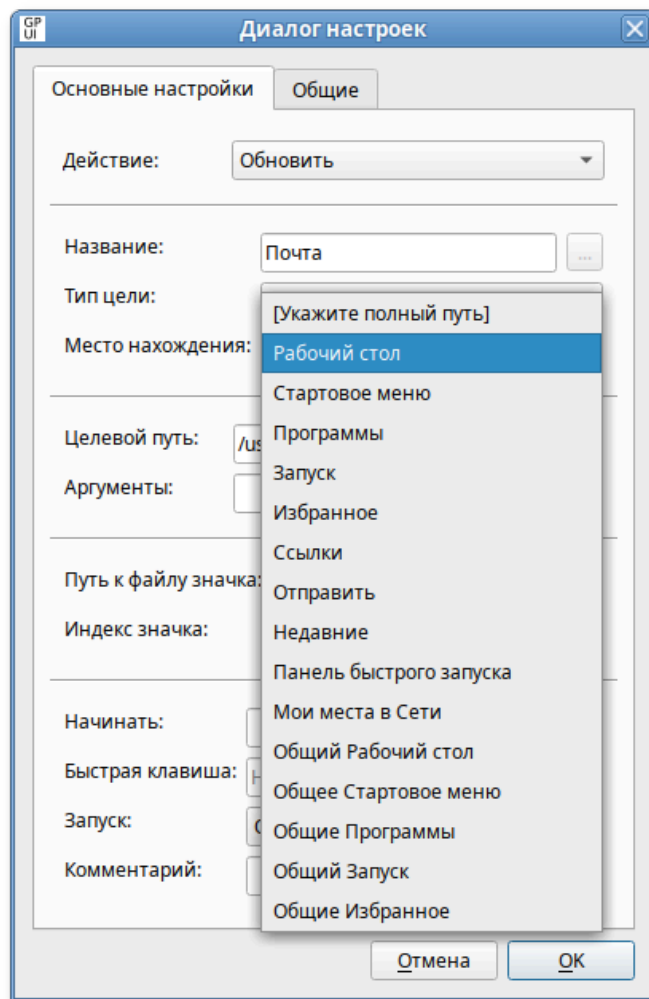 GP
UI
Диалог настроек
Основные настройки Общие
Действие: Обновить
Название: Почта ...
Тип цели:
[Укажите полный путь]
Место нахождения: Рабочий стол
Стартовое меню
Целевой путь: /us Программы
Аргументы: Запуск
Избранное
Ссылки
Путь к файлу значка: Отправить
Индекс значка: Недавние
Панель быстрого запуска
Начинать: Мои места в Сети
Быстрая клавиша: Общий Рабочий стол
Общее Стартовое меню
Запуск: Общие Программы
Комментарий: Общий Запуск
Общие Избранное
Отмена OK